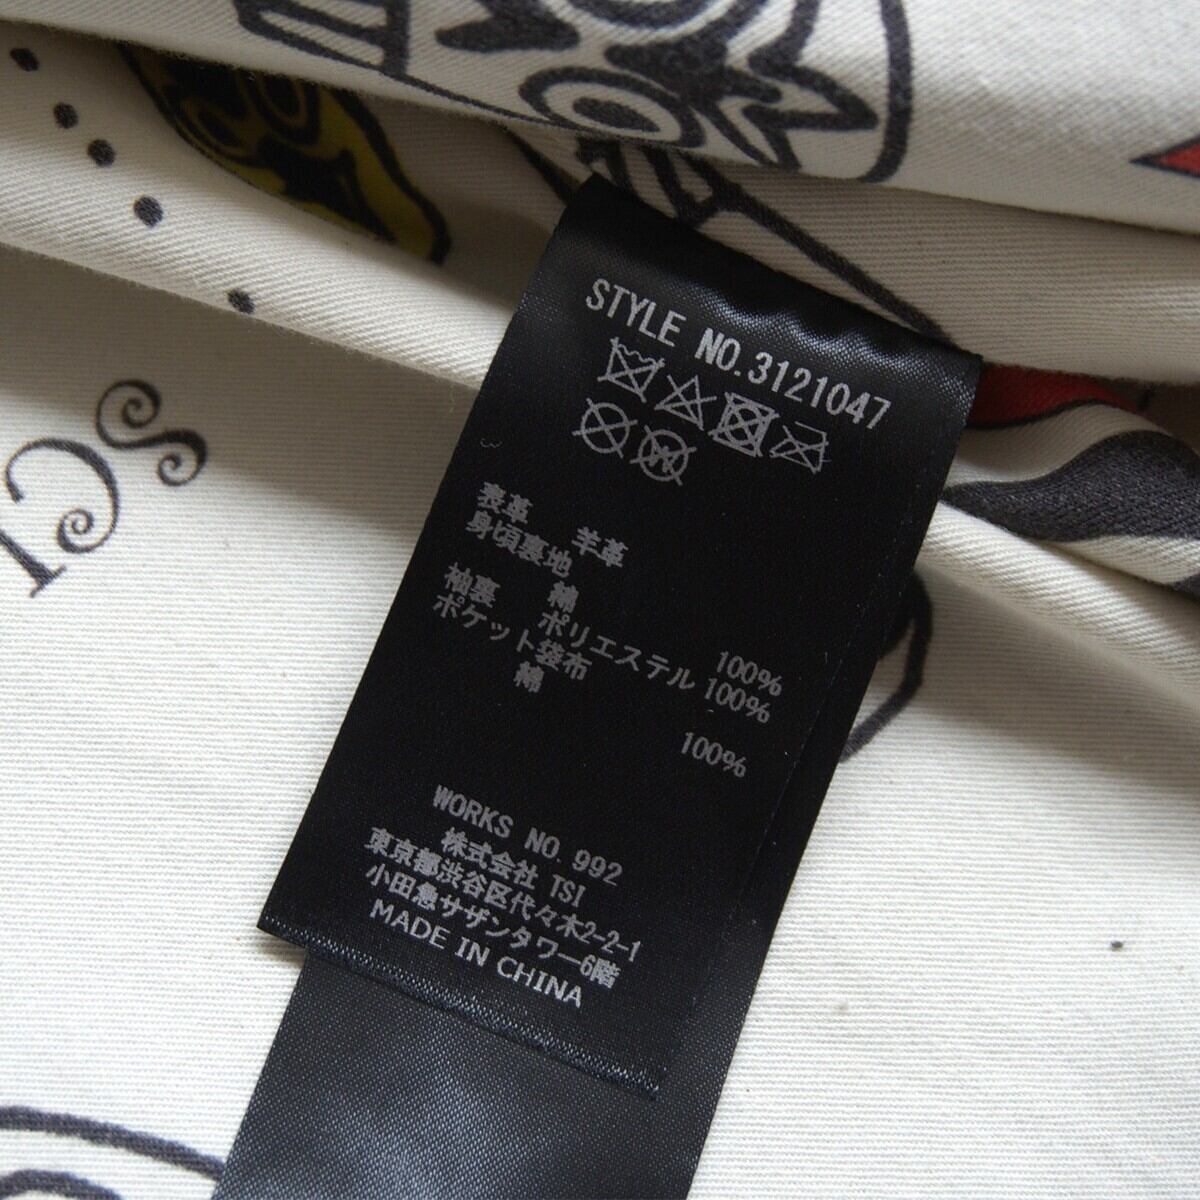 STYLE NO.3121047
表革 羊革
身頃裏地
綿 100%
袖裏 ポリエステル 100%
ポケット袋布
綿 100%
WORKS NO. 992
株式会社 TSI
東京都渋谷区代々木2-2-1
小田急サザンタワー6階
MADE IN CHINA